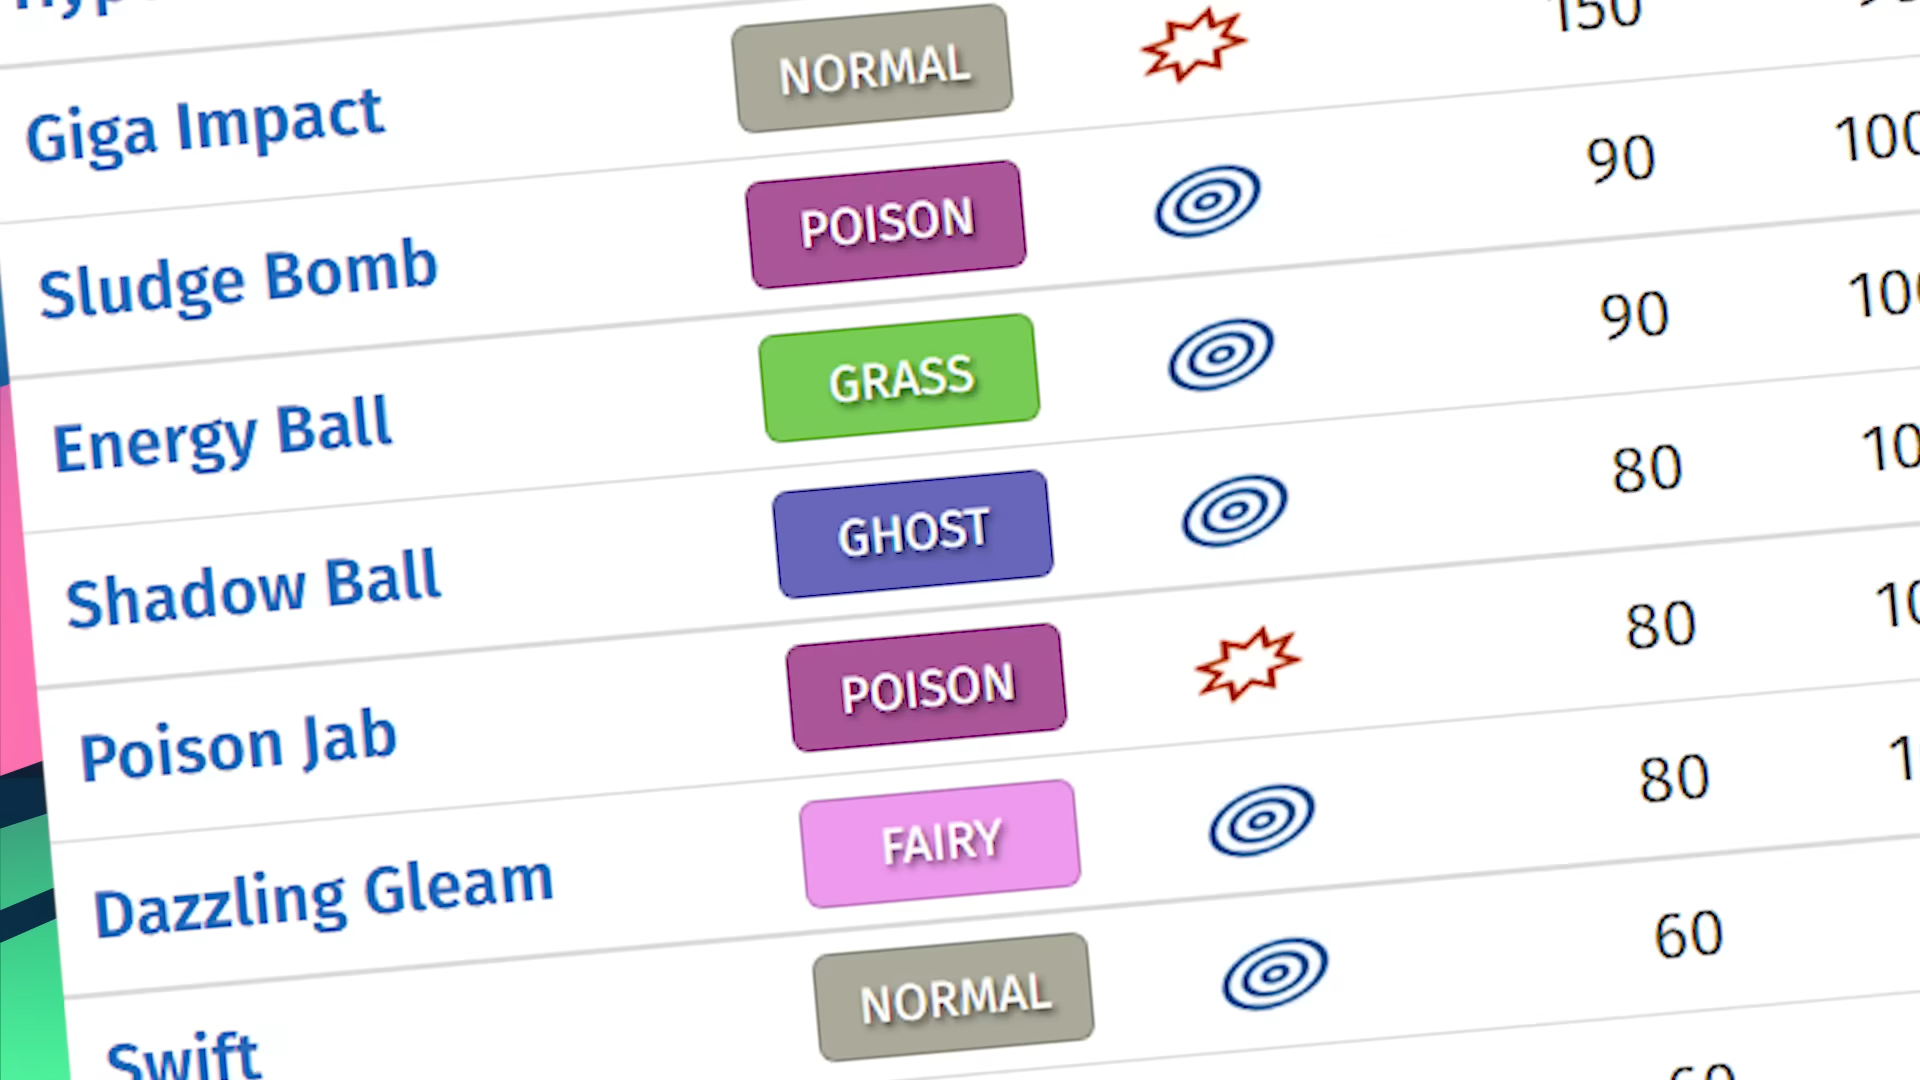 Giga Impact NORMAL 150
Sludge Bomb POISON 90 100
Energy Ball GRASS 90
Shadow Ball GHOST 80
Poison Jab POISON 80
Dazzling Gleam FAIRY 80
Swift NORMAL 60